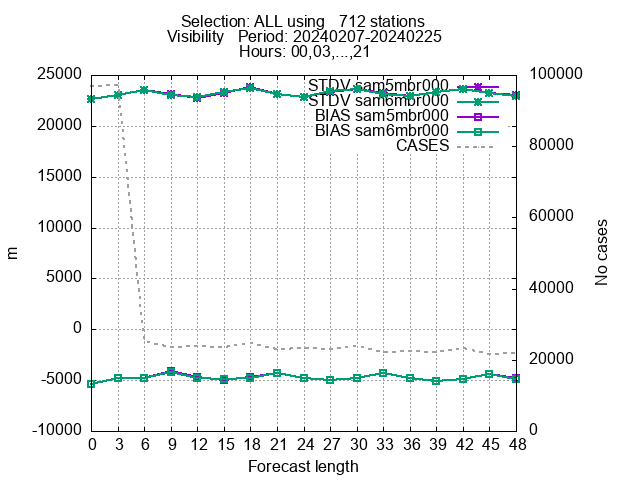 Selection: ALL using   712 stations
Visibility   Period: 20240207-20240225
Hours: 00,03,...,21
25000
20000
15000
10000
5000
0
-5000
-10000
m
100000
80000
60000
40000
20000
0
No cases
STDV sam5mbr000
STDV sam6mbr000
BIAS sam5mbr000
BIAS sam6mbr000
CASES
0 3 6 9 12 15 18 21 24 27 30 33 36 39 42 45 48
Forecast length